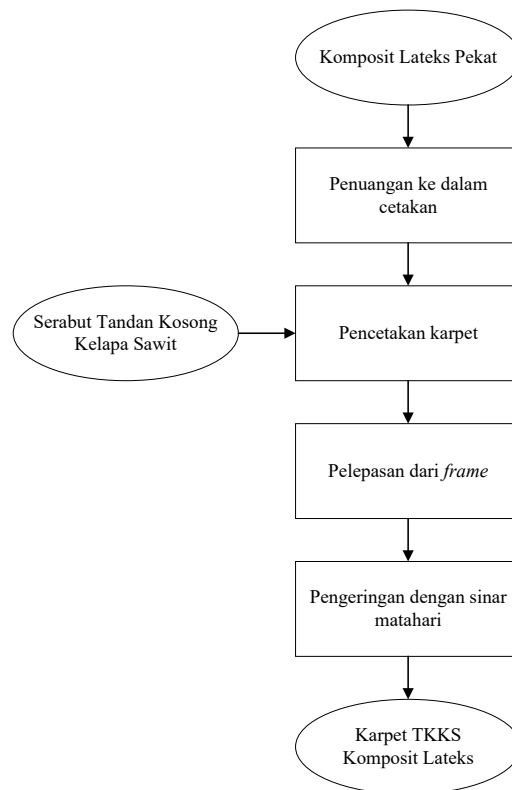 Komposit Lateks Pekat
Penuangan ke dalam
cetakan
Serabut Tandan Kosong
Kelapa Sawit
Pencetakan karpet
Pelepasan dari frame
Pengeringan dengan sinar
matahari
Karpet TKKS
Komposit Lateks